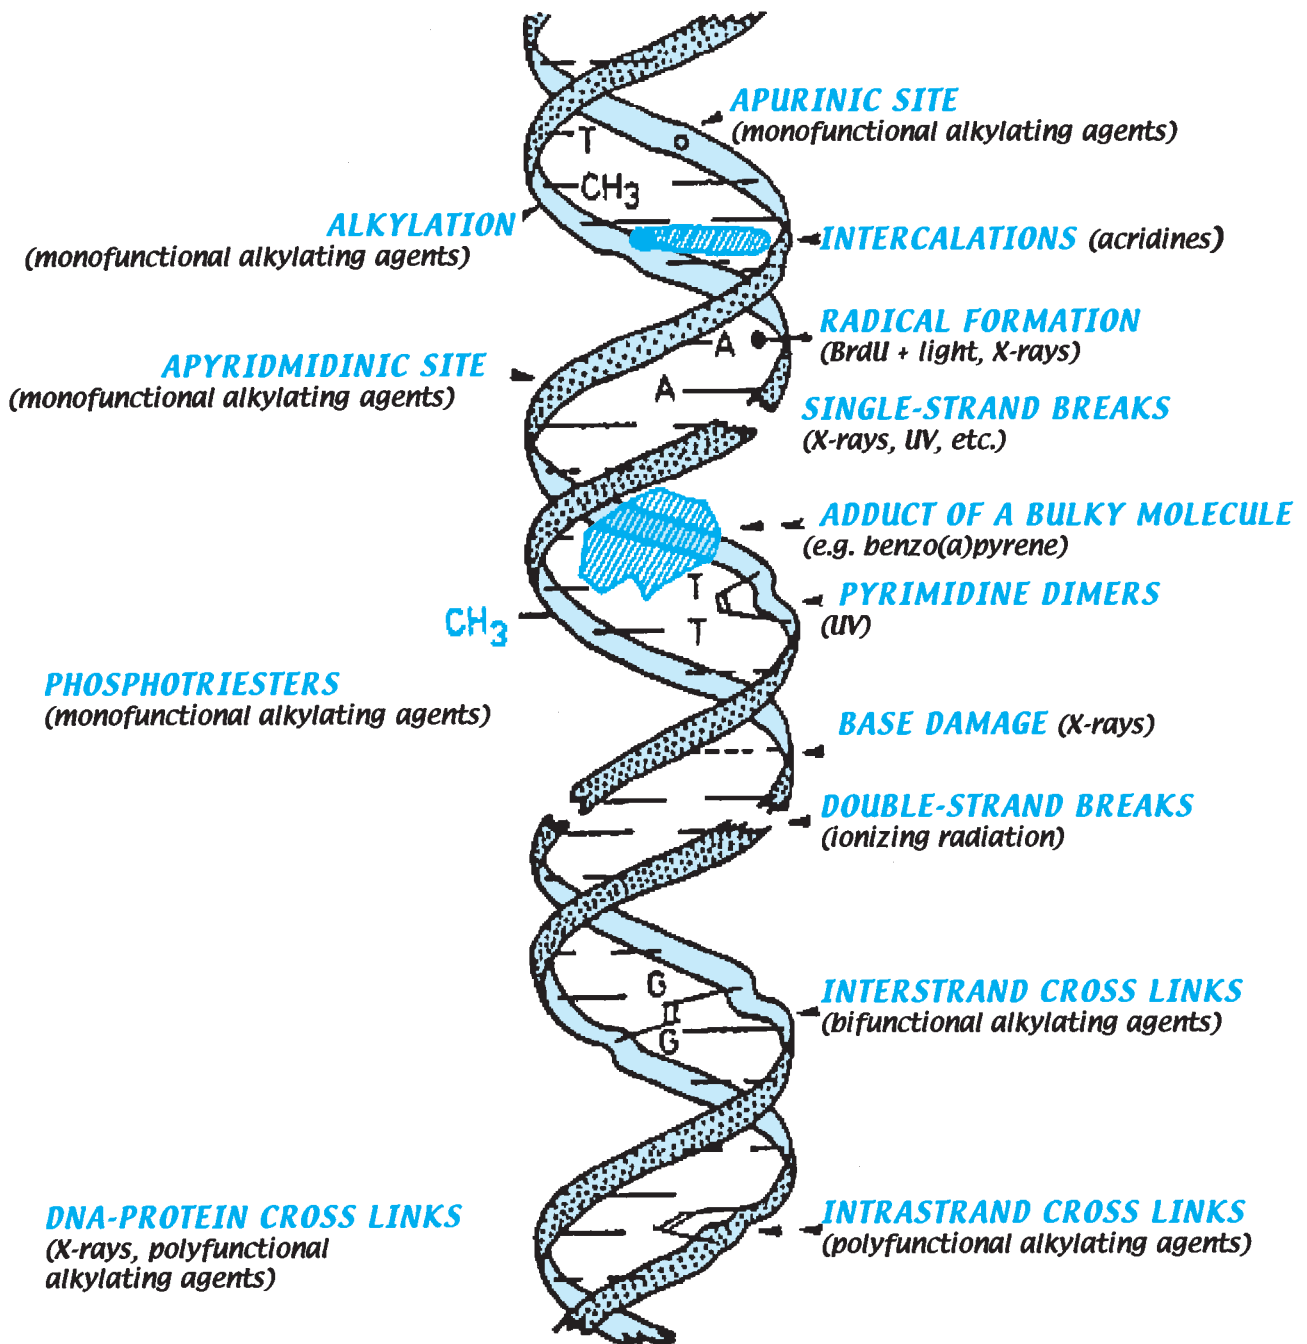 APURINIC SITE
(monofunctional alkylating agents)
T
CH3
ALKYLATION
(monofunctional alkylating agents)
INTERCALATIONS (acridines)
RADICAL FORMATION
(BrdU + light, X-rays)
A
APYRIDMIDINIC SITE
(monofunctional alkylating agents)
A
SINGLE-STRAND BREAKS
(X-rays, UV, etc.)
ADUCT OF A BULKY MOLECULE
(e.g. benzo(a)pyrene)
T
PYRIMIDINE DIMERS
(UV)
CH3
T
PHOSPHOTRIESTERS
(monofunctional alkylating agents)
BASE DAMAGE (X-rays)
DOUBLE-STRAND BREAKS
(ionizing radiation)
G
INTERSTRAND CROSS LINKS
(bifunctional alkylating agents)
G
DNA-PROTEIN CROSS LINKS
(X-rays, polyfunctional
alkylating agents)
INTRASTRAND CROSS LINKS
(polyfunctional alkylating agents)